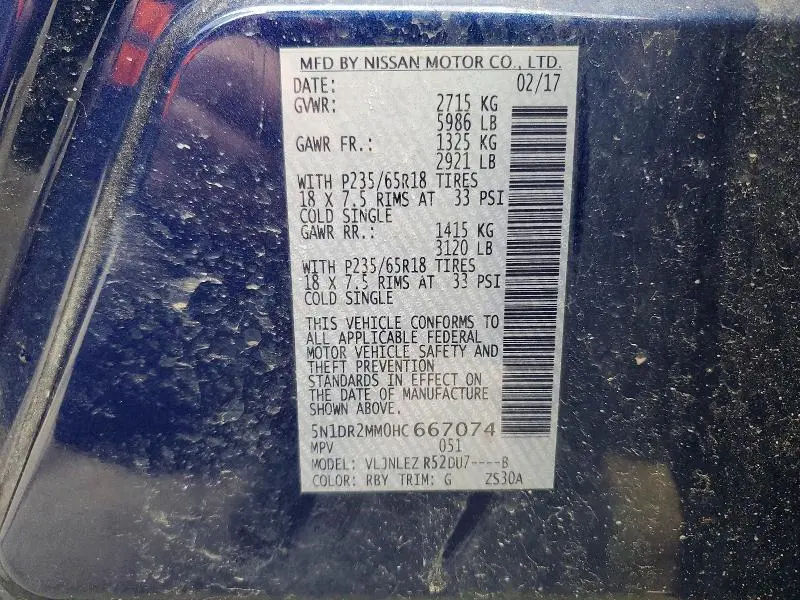 MFD BY NISSAN MOTOR CO., LTD.
DATE: 02/17
GVWR: 2715 KG
5986 LB
GAWR FR.: 1325 KG
2921 LB
WITH P235/65R18 TIRES
18 X 7.5 RIMS AT 33 PSI
COLD SINGLE
GAWR RR.: 1415 KG
3120 LB
WITH P235/65R18 TIRES
18 X 7.5 RIMS AT 33 PSI
COLD SINGLE
THIS VEHICLE CONFORMS TO
ALL APPLICABLE FEDERAL
MOTOR VEHICLE SAFETY AND
THEFT PREVENTION
STANDARDS IN EFFECT ON
THE DATE OF MANUFACTURE
SHOWN ABOVE.
5N1DR2MM0HC667074
MPV 051
MODEL: VLJNLEZ R52DU7----B
COLOR: RBY TRIM: G ZS30A